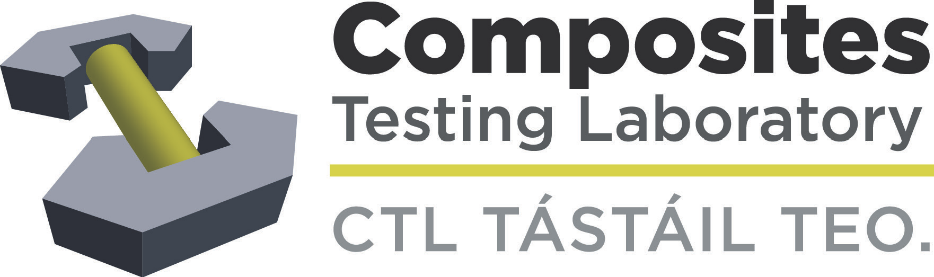 Composites
Testing Laboratory
CTL TÁSTÁIL TEO.